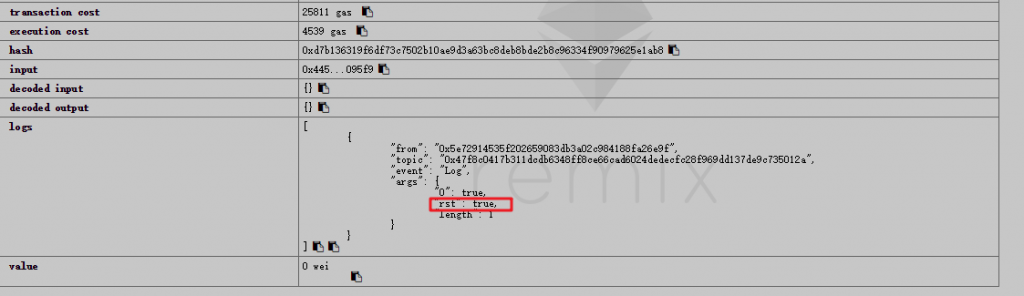 transaction cost 25811 gas
execution cost 4539 gas
hash 0xd7b136319f6df73c7502b10ae9d3a63bc8deb8bde2b8c96334f90979625e1ab8
input 0x445...095f9
decoded input {}
decoded output {}
logs [
{
"from": "0x5e72914535f202659083db3a02c984188fa26e9f",
"topic": "0x47f8c0417b311dcdb6348ff8ce66cad6024dedecfc28f969dd137de9c735012a",
"event": "Log",
"args": {
"0": true,
"rst": true,
"length": 1
}
}
]
value 0 wei
remix